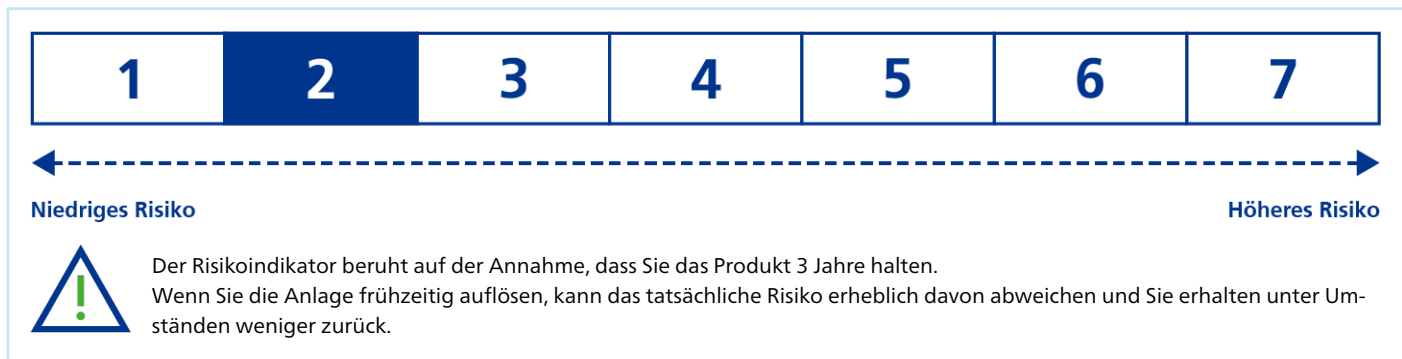 1 2 3 4 5 6 7
Niedriges Risiko Höheres Risiko
Der Risikoindikator beruht auf der Annahme, dass Sie das Produkt 3 Jahre halten.
Wenn Sie die Anlage frühzeitig auflösen, kann das tatsächliche Risiko erheblich davon abweichen und Sie erhalten unter Um-
ständen weniger zurück.